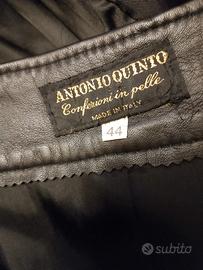 ANTONIO QUINTO
Confezioni in pelle
MADE IN ITALY
44
subito